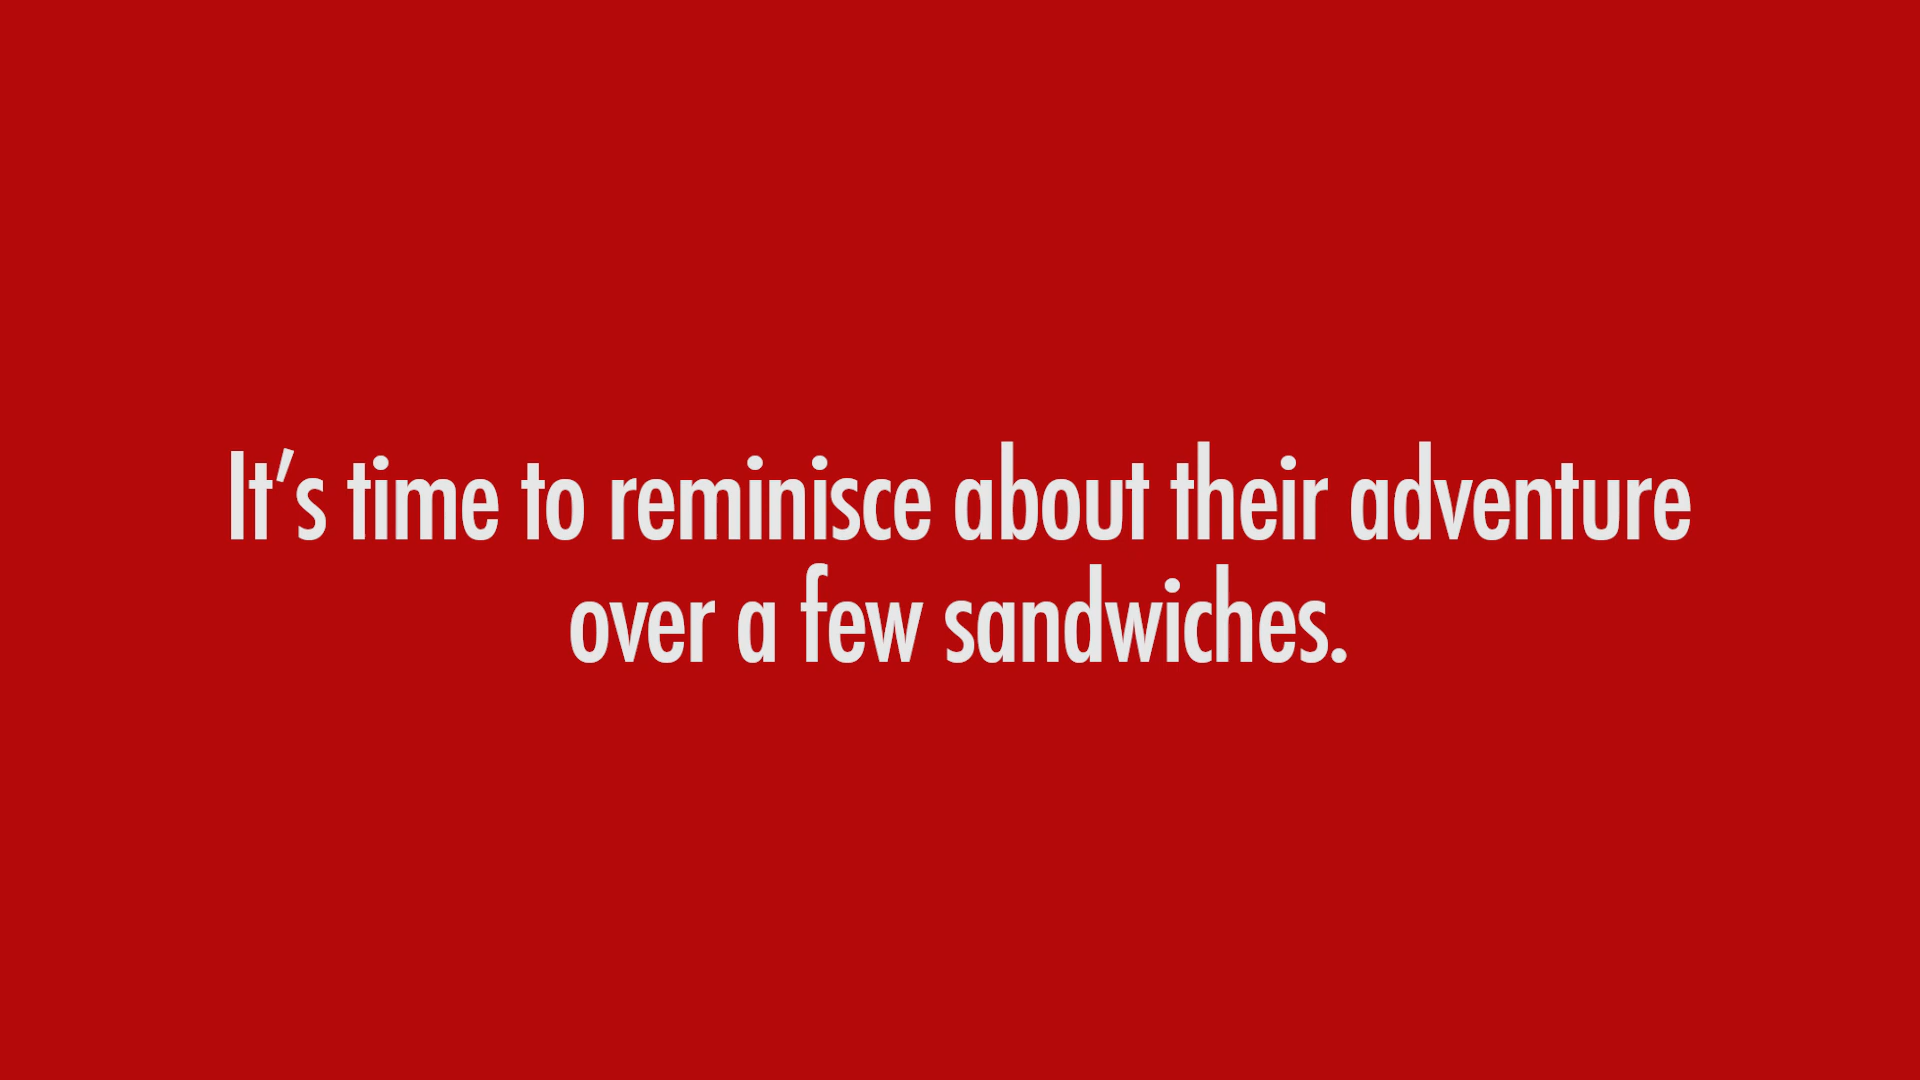 It's time to reminisce about their adventure
over a few sandwiches.